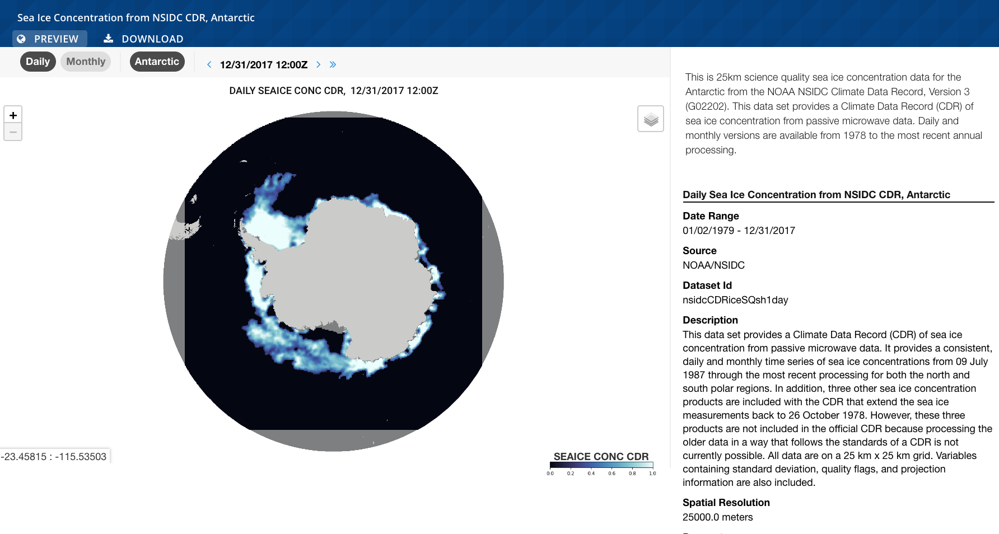 Sea Ice Concentration from NSIDC CDR, Antarctic
PREVIEW DOWNLOAD
Daily Monthly Antarctic 12/31/2017 12:00Z
DAILY SEAICE CONC CDR, 12/31/2017 12:00Z
+
−
-23.45815 : -115.53503
SEAICE CONC CDR
0.0 0.2 0.4 0.6 0.8 1.0
This is 25km science quality sea ice concentration data for the
Antarctic from the NOAA NSIDC Climate Data Record, Version 3
(G02202). This data set provides a Climate Data Record (CDR) of
sea ice concentration from passive microwave data. Daily and
monthly versions are available from 1978 to the most recent annual
processing.
Daily Sea Ice Concentration from NSIDC CDR, Antarctic
Date Range
01/02/1979 - 12/31/2017
Source
NOAA/NSIDC
Dataset Id
nsidcCDRiceSQsh1day
Description
This data set provides a Climate Data Record (CDR) of sea ice
concentration from passive microwave data. It provides a consistent,
daily and monthly time series of sea ice concentrations from 09 July
1987 through the most recent processing for both the north and
south polar regions. In addition, three other sea ice concentration
products are included with the CDR that extend the sea ice
measurements back to 26 October 1978. However, these three
products are not included in the official CDR because processing the
older data in a way that follows the standards of a CDR is not
currently possible. All data are on a 25 km x 25 km grid. Variables
containing standard deviation, quality flags, and projection
information are also included.
Spatial Resolution
25000.0 meters